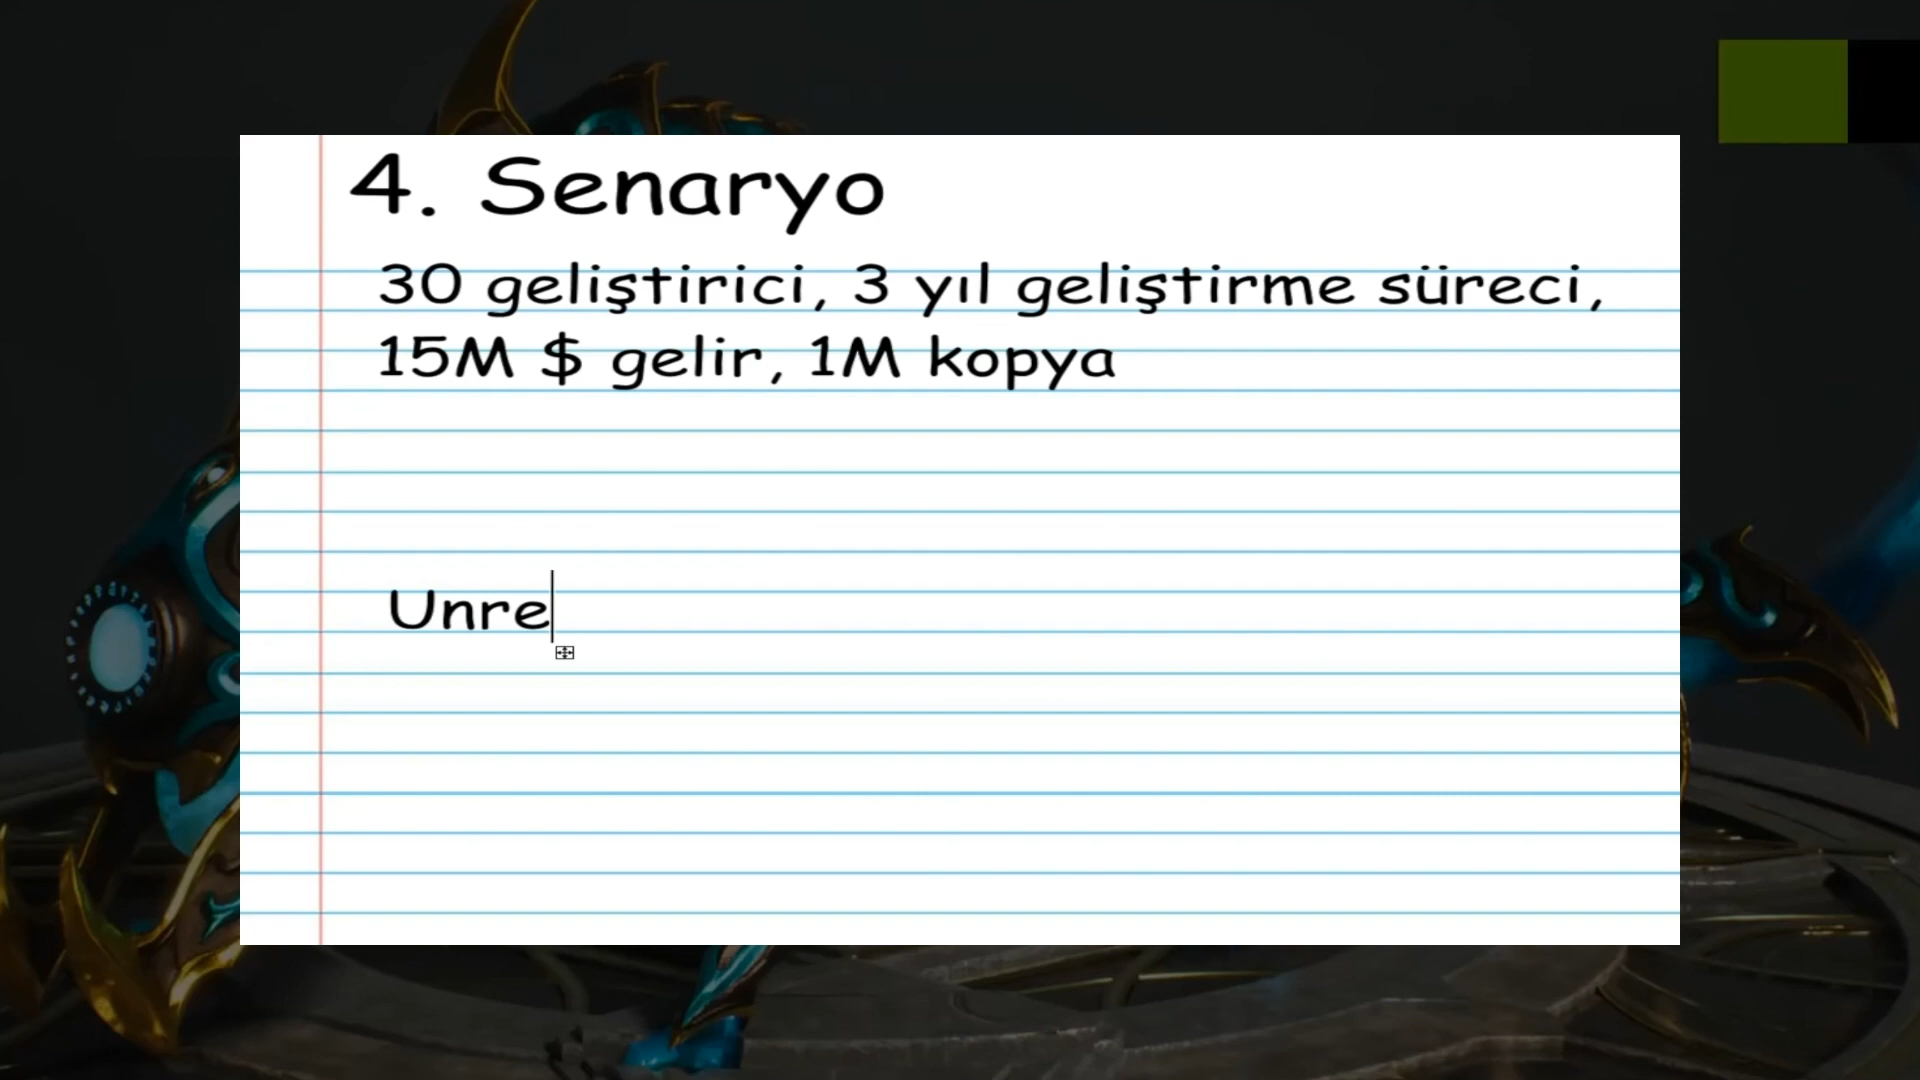 4. Senaryo
30 geliştirici, 3 yıl geliştirme süreci,
15M $ gelir, 1M kopya
Unre